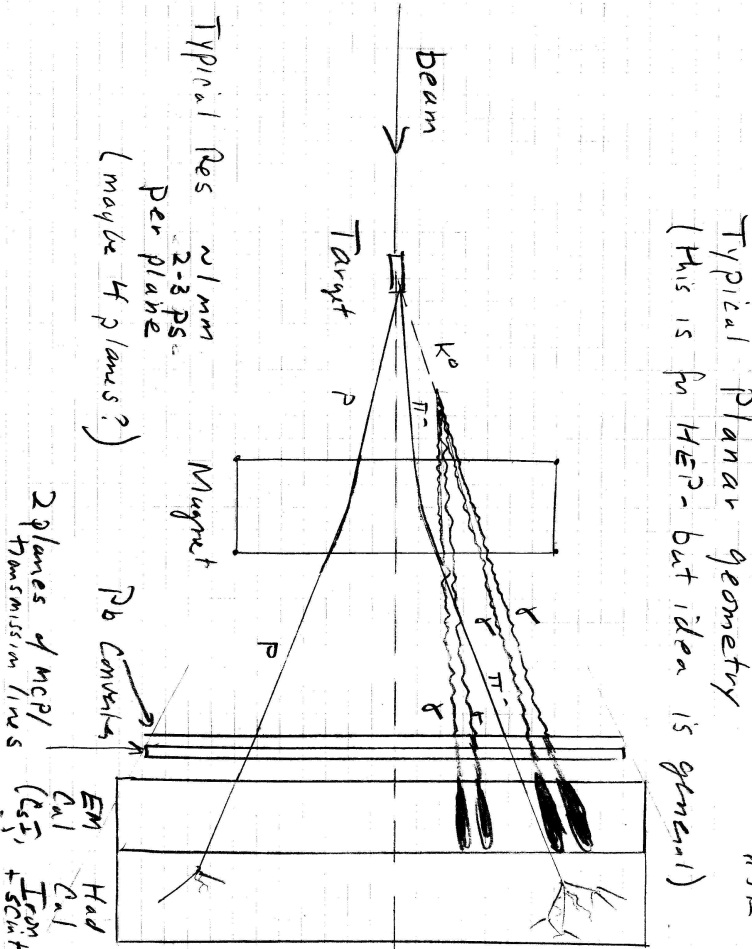 Typical Planar geometry
(this is for HEP- but idea is general)
beam
Target
K⁰
π⁻
P
Magnet
γ
γ
π⁻
γ
γ
P
Typical Res ~1mm
2-3 ps-
per plane
(maybe 4 planes?)
Pb Converter
2 planes of MCP/
transmission lines
EM
Cal
(CsI,
Had
Cal
Iron
+ scint